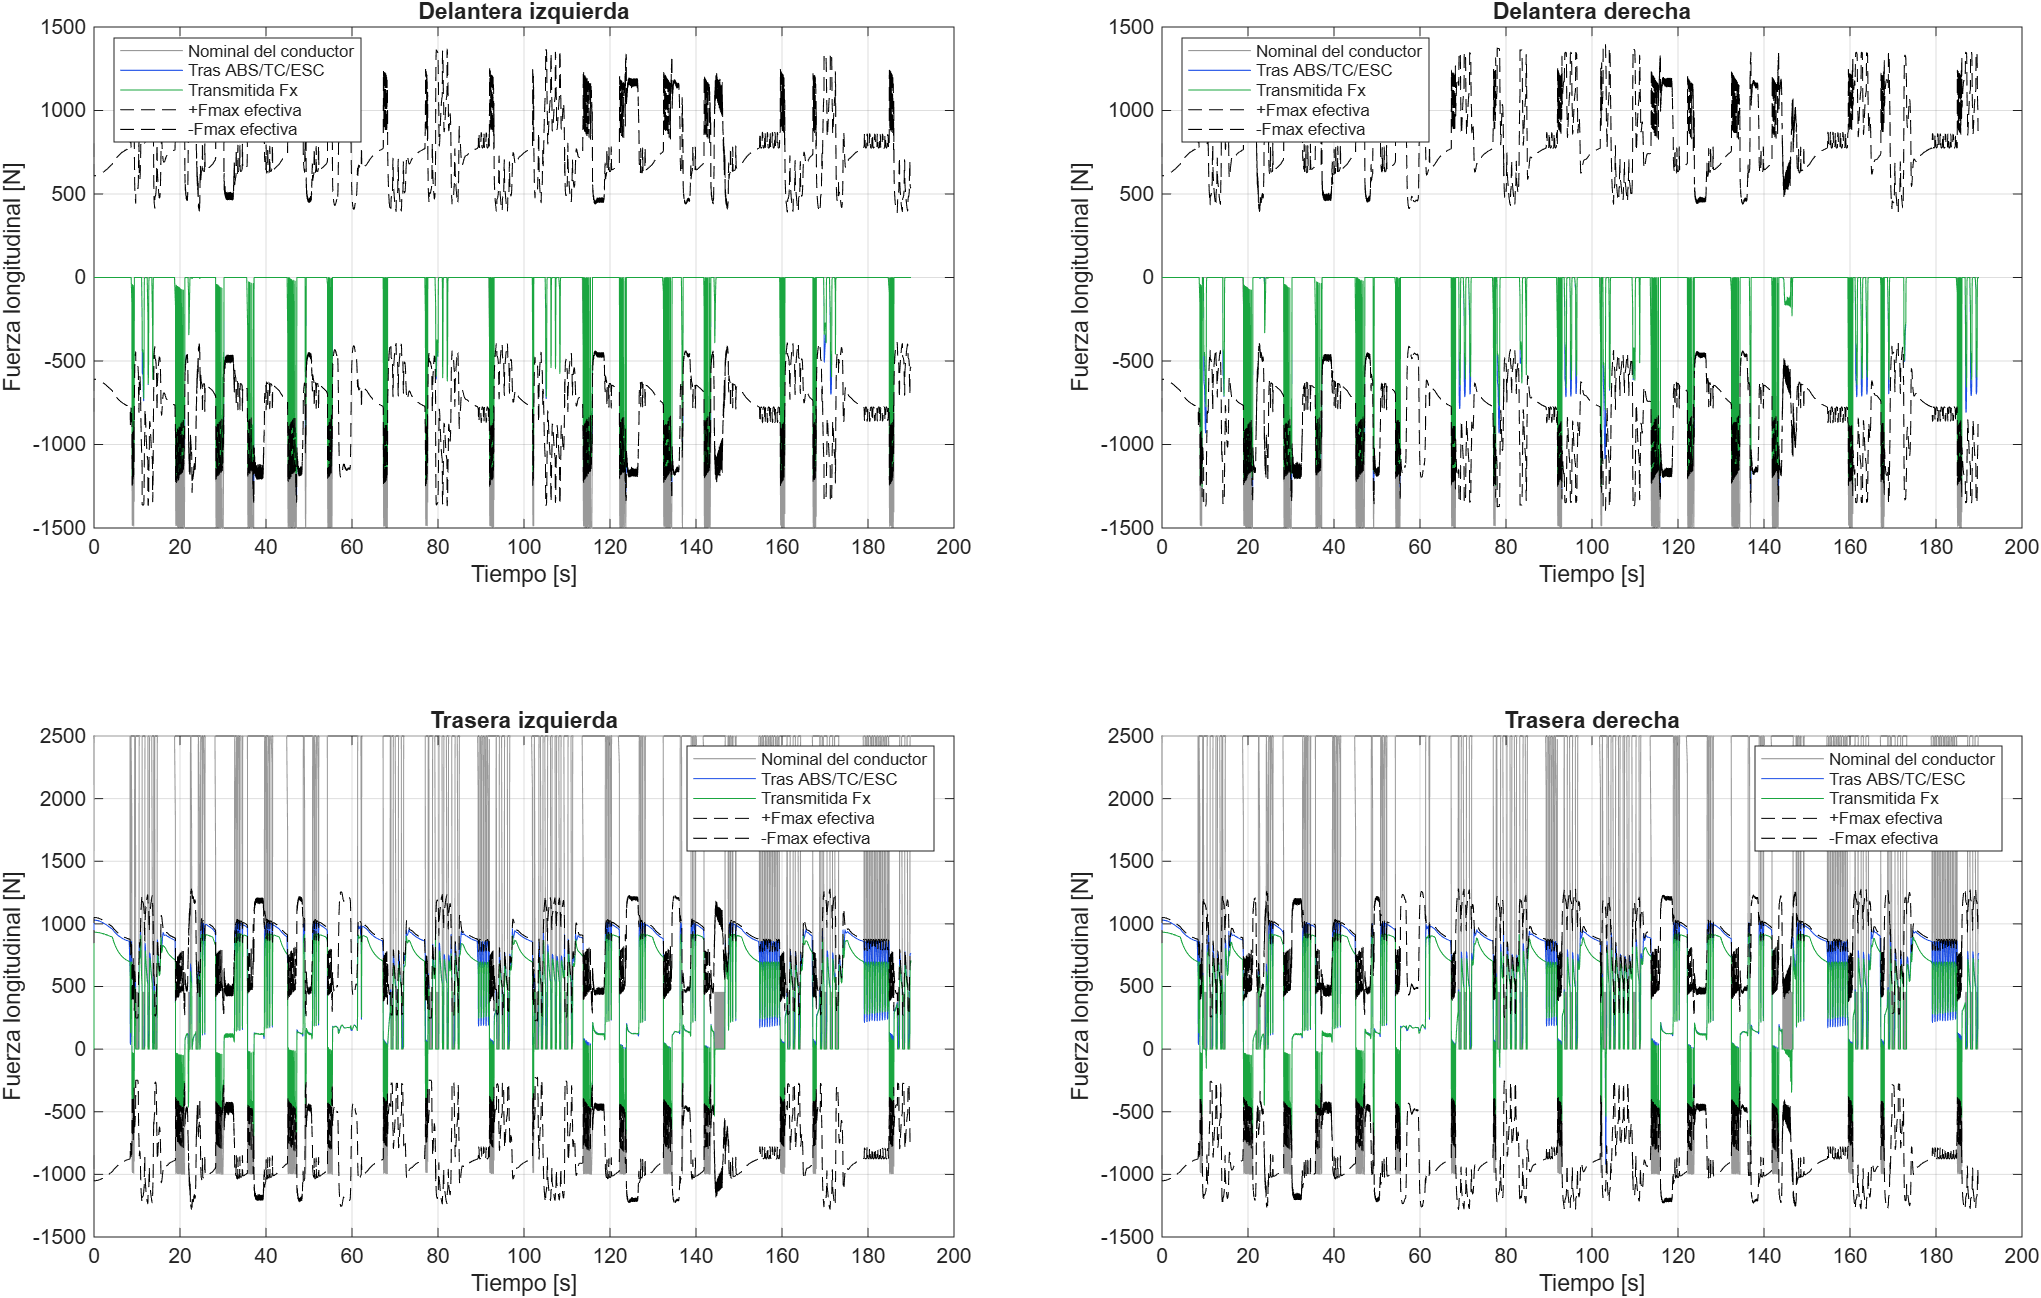 Delantera izquierda
1500
1000
500
0
-500
-1000
-1500
Fuerza longitudinal [N]
Nominal del conductor
Tras ABS/TC/ESC
Transmitida Fx
+Fmax efectiva
-Fmax efectiva
0 20 40 60 80 100 120 140 160 180 200
Tiempo [s]
Delantera derecha
1500
1000
500
0
-500
-1000
-1500
Fuerza longitudinal [N]
Nominal del conductor
Tras ABS/TC/ESC
Transmitida Fx
+Fmax efectiva
-Fmax efectiva
0 20 40 60 80 100 120 140 160 180 200
Tiempo [s]
Trasera izquierda
2500
2000
1500
1000
500
0
-500
-1000
-1500
Fuerza longitudinal [N]
Nominal del conductor
Tras ABS/TC/ESC
Transmitida Fx
+Fmax efectiva
-Fmax efectiva
0 20 40 60 80 100 120 140 160 180 200
Tiempo [s]
Trasera derecha
2500
2000
1500
1000
500
0
-500
-1000
-1500
Fuerza longitudinal [N]
Nominal del conductor
Tras ABS/TC/ESC
Transmitida Fx
+Fmax efectiva
-Fmax efectiva
0 20 40 60 80 100 120 140 160 180 200
Tiempo [s]